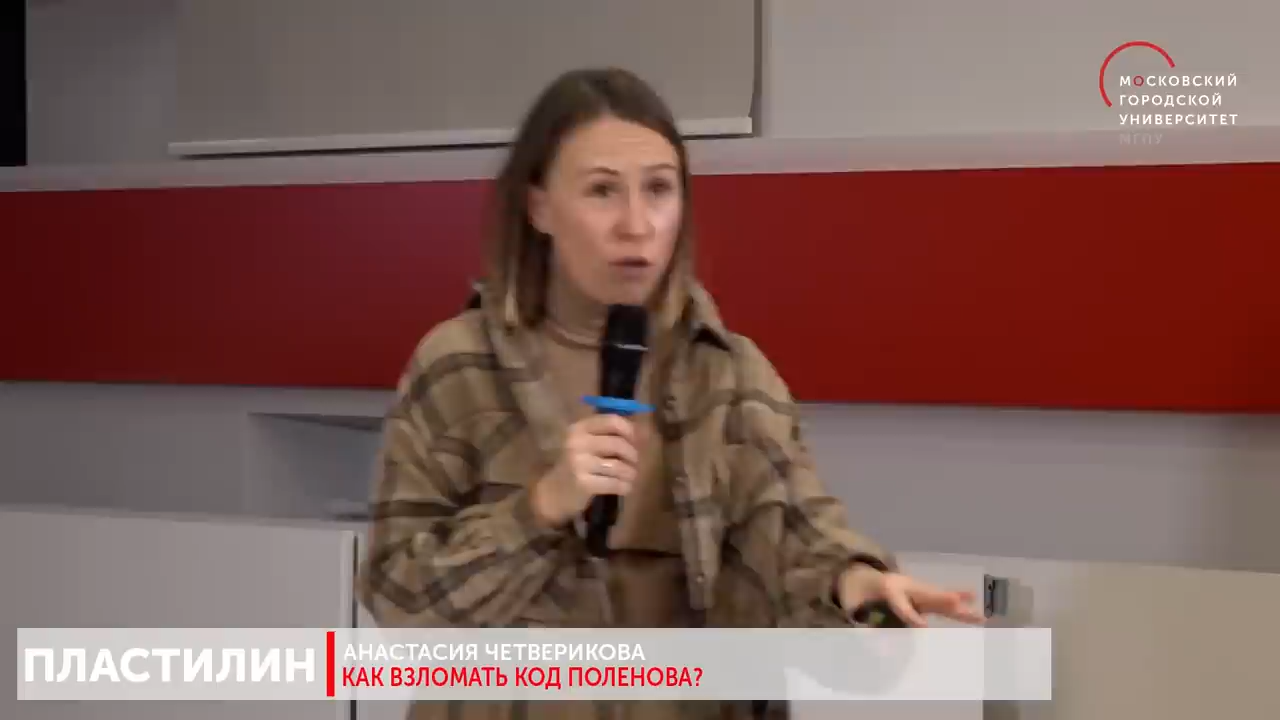 МОСКОВСКИЙ
ГОРОДСКОЙ
УНИВЕРСИТЕТ
МГПУ
ПЛАСТИЛИН
АНАСТАСИЯ ЧЕТВЕРИКОВА
КАК ВЗЛОМАТЬ КОД ПОЛЕНОВА?